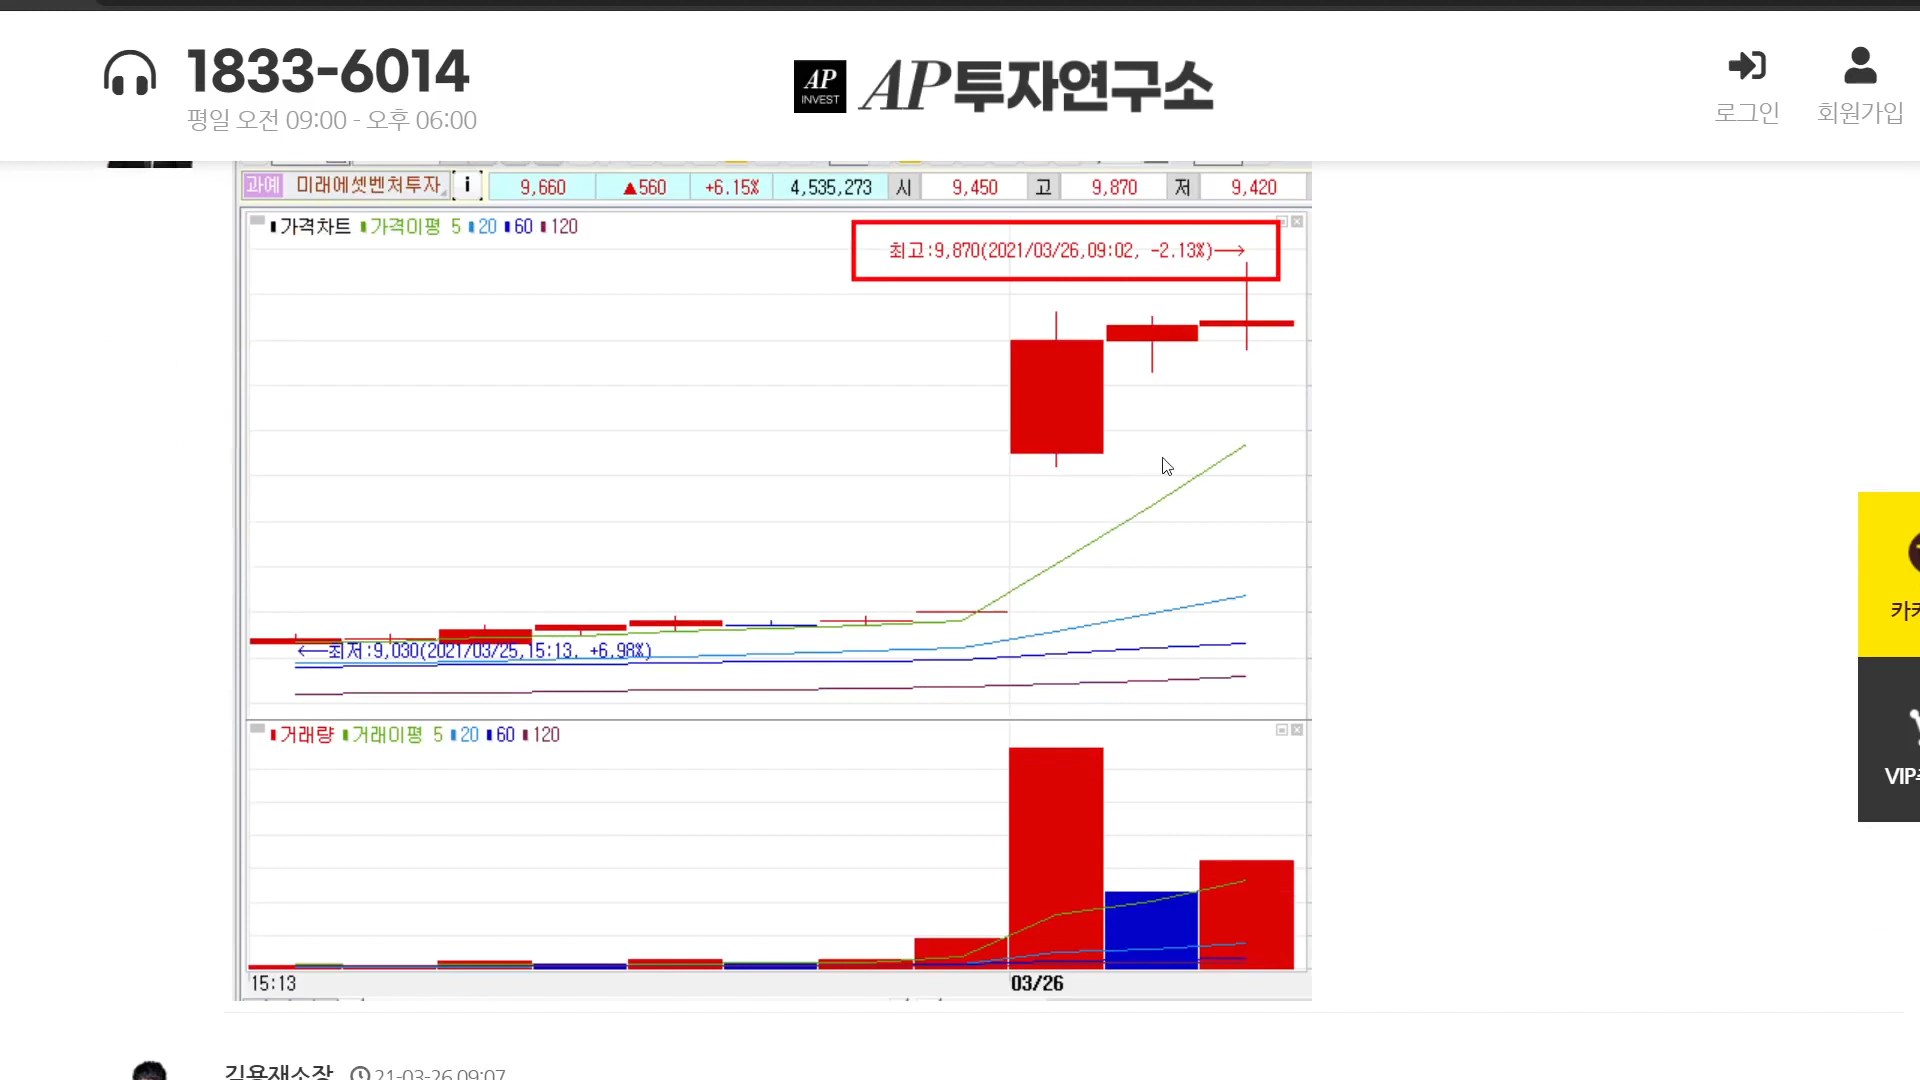 1833-6014
평일 오전 09:00 - 오후 06:00
AP
INVEST
AP투자연구소
로그인
회원가입
과예 미래에셋벤처투자 i 9,660 ▲560 +6.15% 4,535,273 시 9,450 고 9,870 저 9,420
가격차트 가격이평 5 20 60 120
최고:9,870(2021/03/26,09:02, -2.13%)→
←최저:9,030(2021/03/25,15:13, +6.98%)
거래량 거래이평 5 20 60 120
15:13 03/26
VIP
김용재소장 21-03-26 09:07